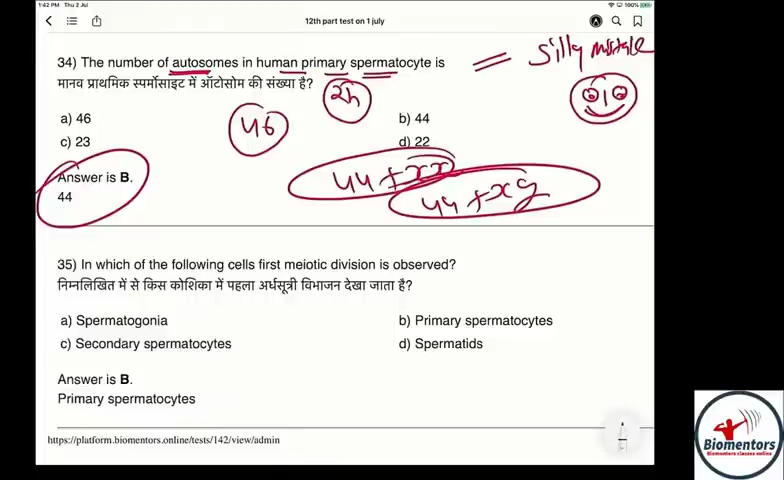 1:42 PM Thu 2 Jul
100%
12th part test on 1 july
34) The number of autosomes in human primary spermatocyte is
= Silly mistake
मानव प्राथमिक स्पर्मोसाइट में ऑटोसोम की संख्या है?
2n
a) 46
46
b) 44
c) 23
d) 22
Answer is B.
44
44 + xx
44 + xy
35) In which of the following cells first meiotic division is observed?
निम्नलिखित में से किस कोशिका में पहला अर्धसूत्री विभाजन देखा जाता है?
a) Spermatogonia
b) Primary spermatocytes
c) Secondary spermatocytes
d) Spermatids
Answer is B.
Primary spermatocytes
https://platform.biomentors.online/tests/142/view/admin
Biomentors
Biomentors classes online